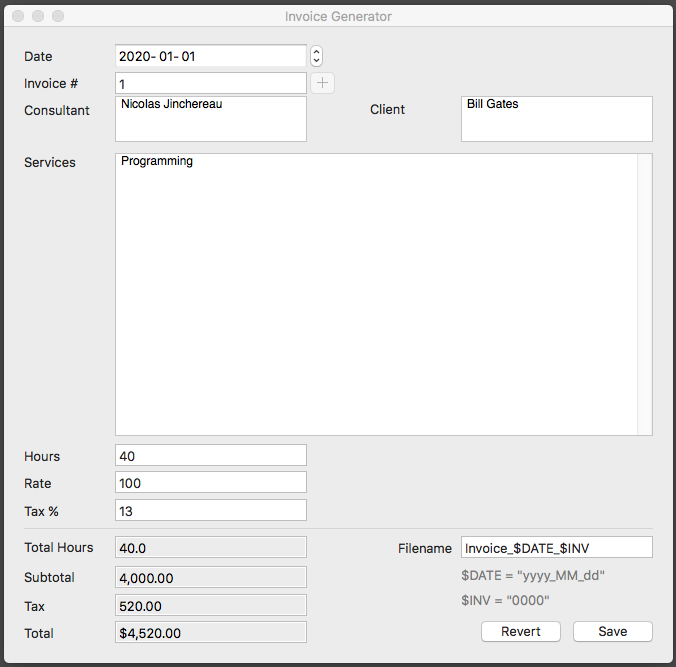 Invoice Generator
Date 2020- 01- 01
Invoice # 1 +
Consultant Nicolas Jinchereau Client Bill Gates
Services Programming
Hours 40
Rate 100
Tax % 13
Total Hours 40.0 Filename Invoice_$DATE_$INV
Subtotal 4,000.00 $DATE = "yyyy_MM_dd"
Tax 520.00 $INV = "0000"
Total $4,520.00 Revert Save